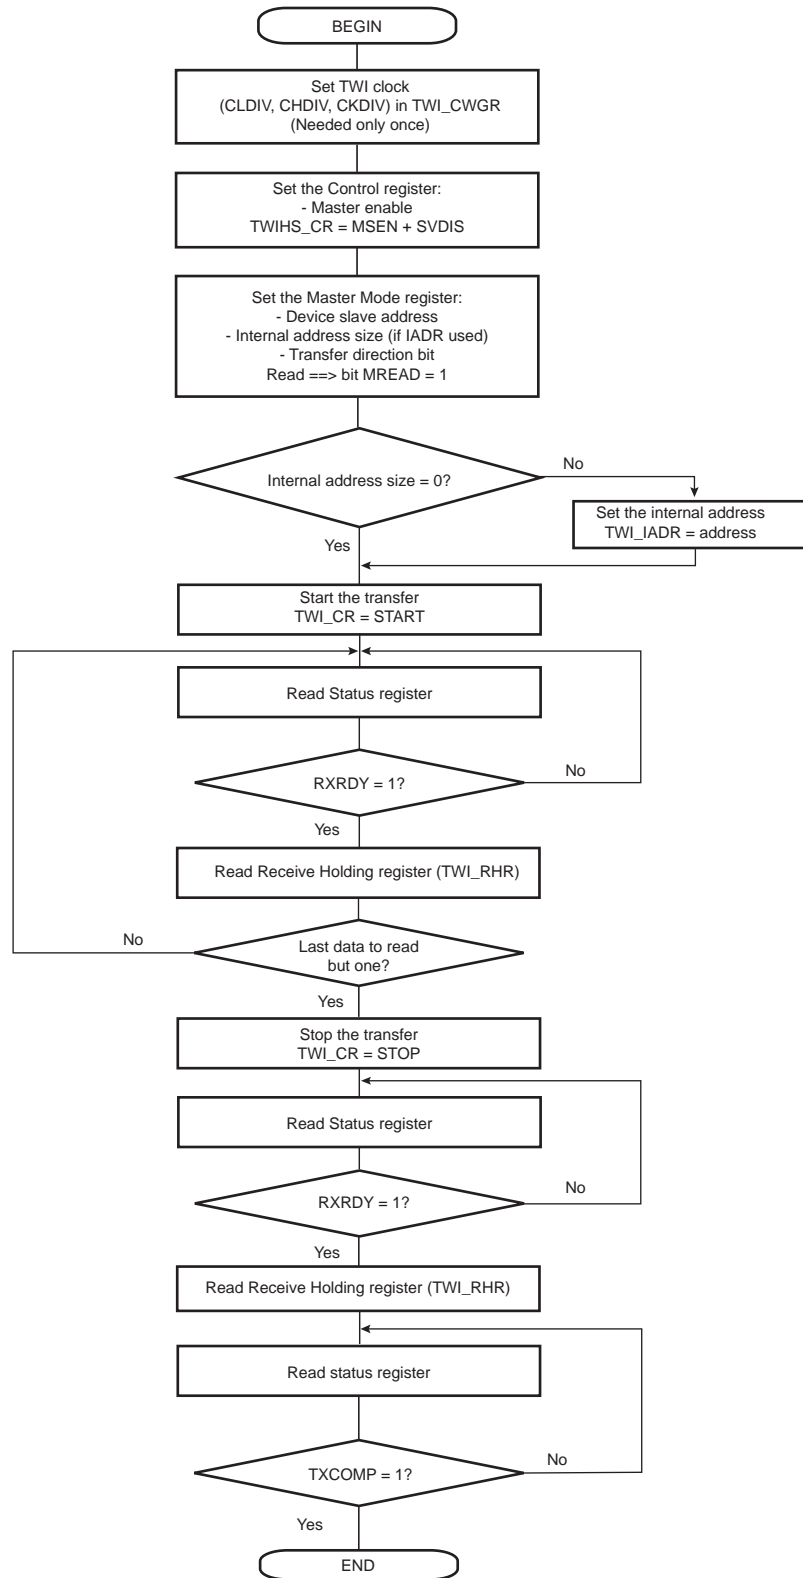 BEGIN
Set TWI clock
(CLDIV, CHDIV, CKDIV) in TWI_CWGR
(Needed only once)
Set the Control register:
- Master enable
TWIHS_CR = MSEN + SVDIS
Set the Master Mode register:
- Device slave address
- Internal address size (if IADR used)
- Transfer direction bit
Read ==> bit MREAD = 1
Internal address size = 0?
No
Set the internal address
TWI_IADR = address
Yes
Start the transfer
TWI_CR = START
Read Status register
RXRDY = 1?
No
Yes
Read Receive Holding register (TWI_RHR)
Last data to read
but one?
No
Yes
Stop the transfer
TWI_CR = STOP
Read Status register
RXRDY = 1?
No
Yes
Read Receive Holding register (TWI_RHR)
Read status register
TXCOMP = 1?
No
Yes
END